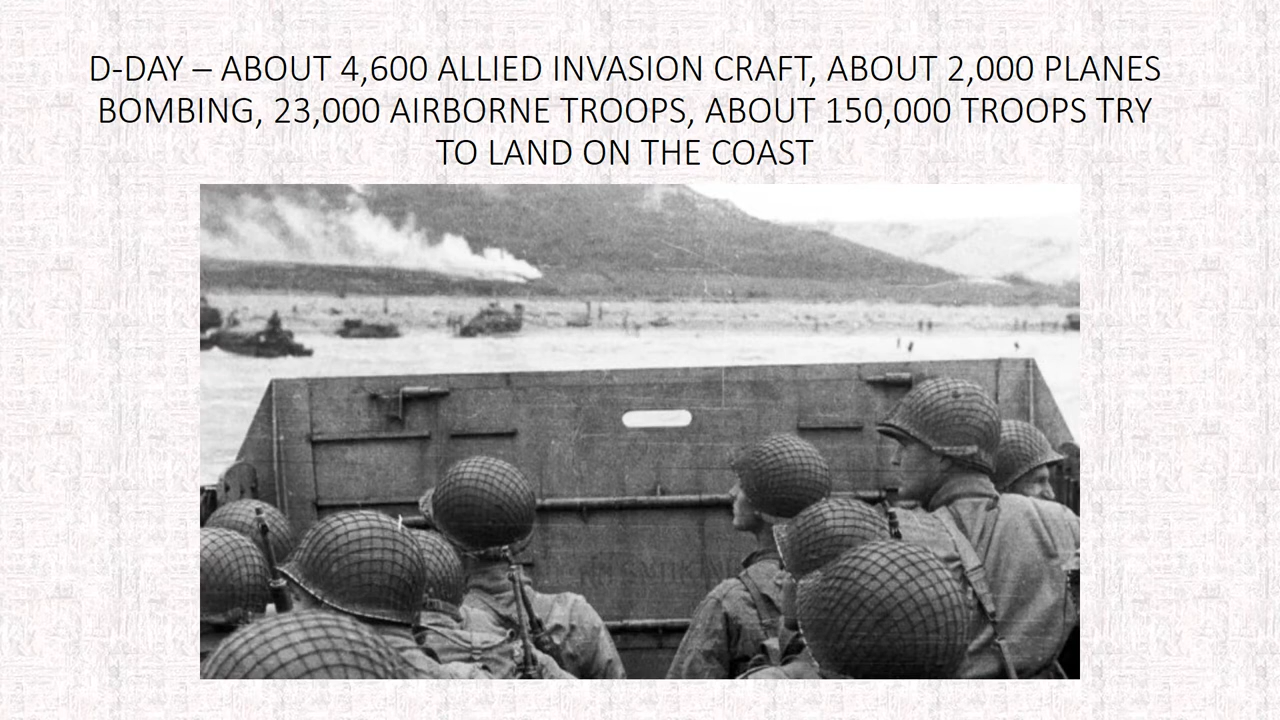 D-DAY – ABOUT 4,600 ALLIED INVASION CRAFT, ABOUT 2,000 PLANES
BOMBING, 23,000 AIRBORNE TROOPS, ABOUT 150,000 TROOPS TRY
TO LAND ON THE COAST